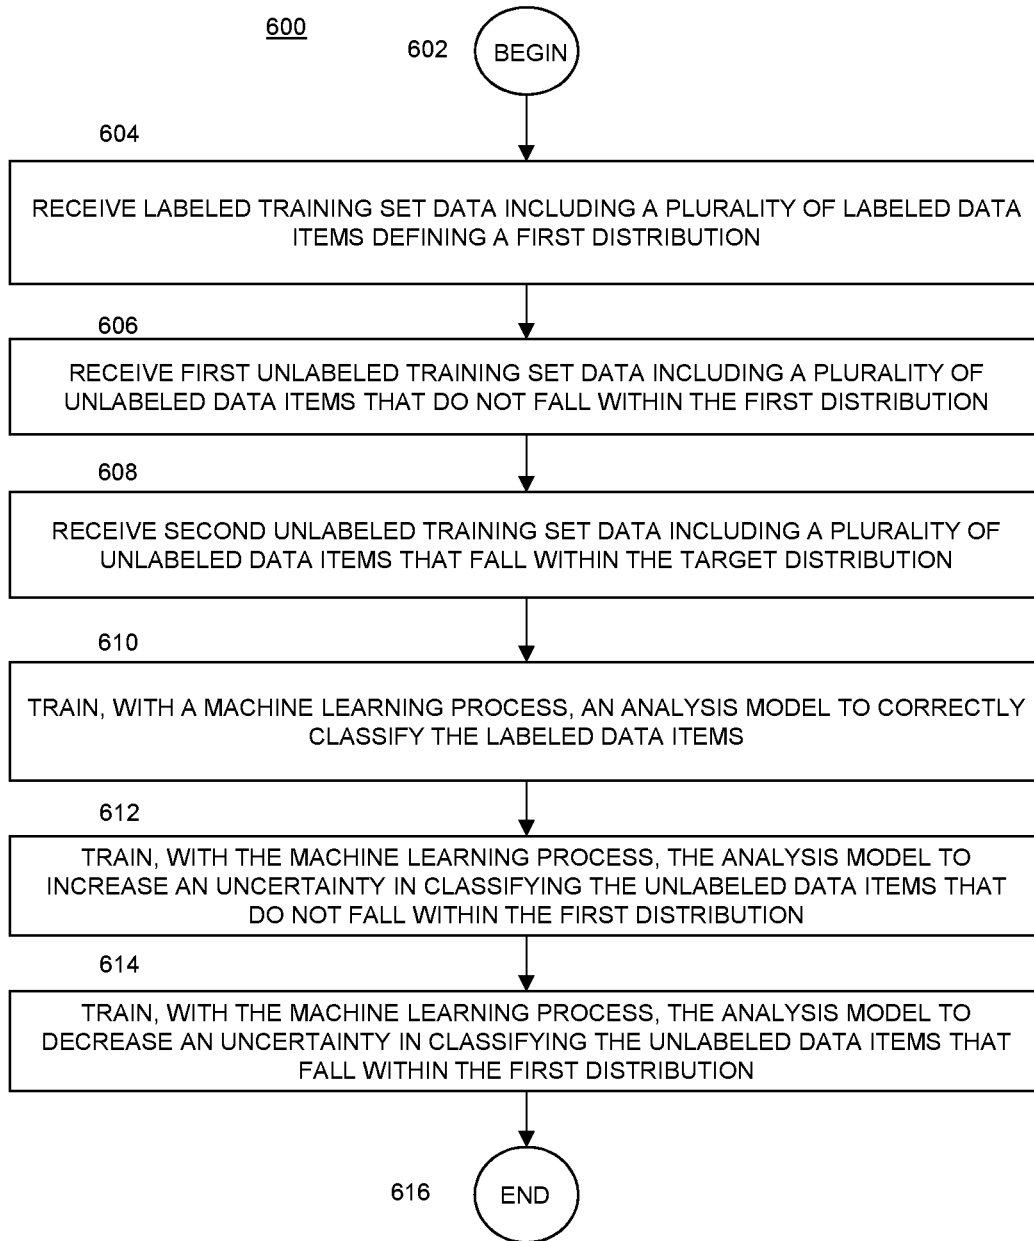 600
602
BEGIN
604
RECEIVE LABELED TRAINING SET DATA INCLUDING A PLURALITY OF LABELED DATA
ITEMS DEFINING A FIRST DISTRIBUTION
606
RECEIVE FIRST UNLABELED TRAINING SET DATA INCLUDING A PLURALITY OF
UNLABELED DATA ITEMS THAT DO NOT FALL WITHIN THE FIRST DISTRIBUTION
608
RECEIVE SECOND UNLABELED TRAINING SET DATA INCLUDING A PLURALITY OF
UNLABELED DATA ITEMS THAT FALL WITHIN THE TARGET DISTRIBUTION
610
TRAIN, WITH A MACHINE LEARNING PROCESS, AN ANALYSIS MODEL TO CORRECTLY
CLASSIFY THE LABELED DATA ITEMS
612
TRAIN, WITH THE MACHINE LEARNING PROCESS, THE ANALYSIS MODEL TO
INCREASE AN UNCERTAINTY IN CLASSIFYING THE UNLABELED DATA ITEMS THAT
DO NOT FALL WITHIN THE FIRST DISTRIBUTION
614
TRAIN, WITH THE MACHINE LEARNING PROCESS, THE ANALYSIS MODEL TO
DECREASE AN UNCERTAINTY IN CLASSIFYING THE UNLABELED DATA ITEMS THAT
FALL WITHIN THE FIRST DISTRIBUTION
616
END